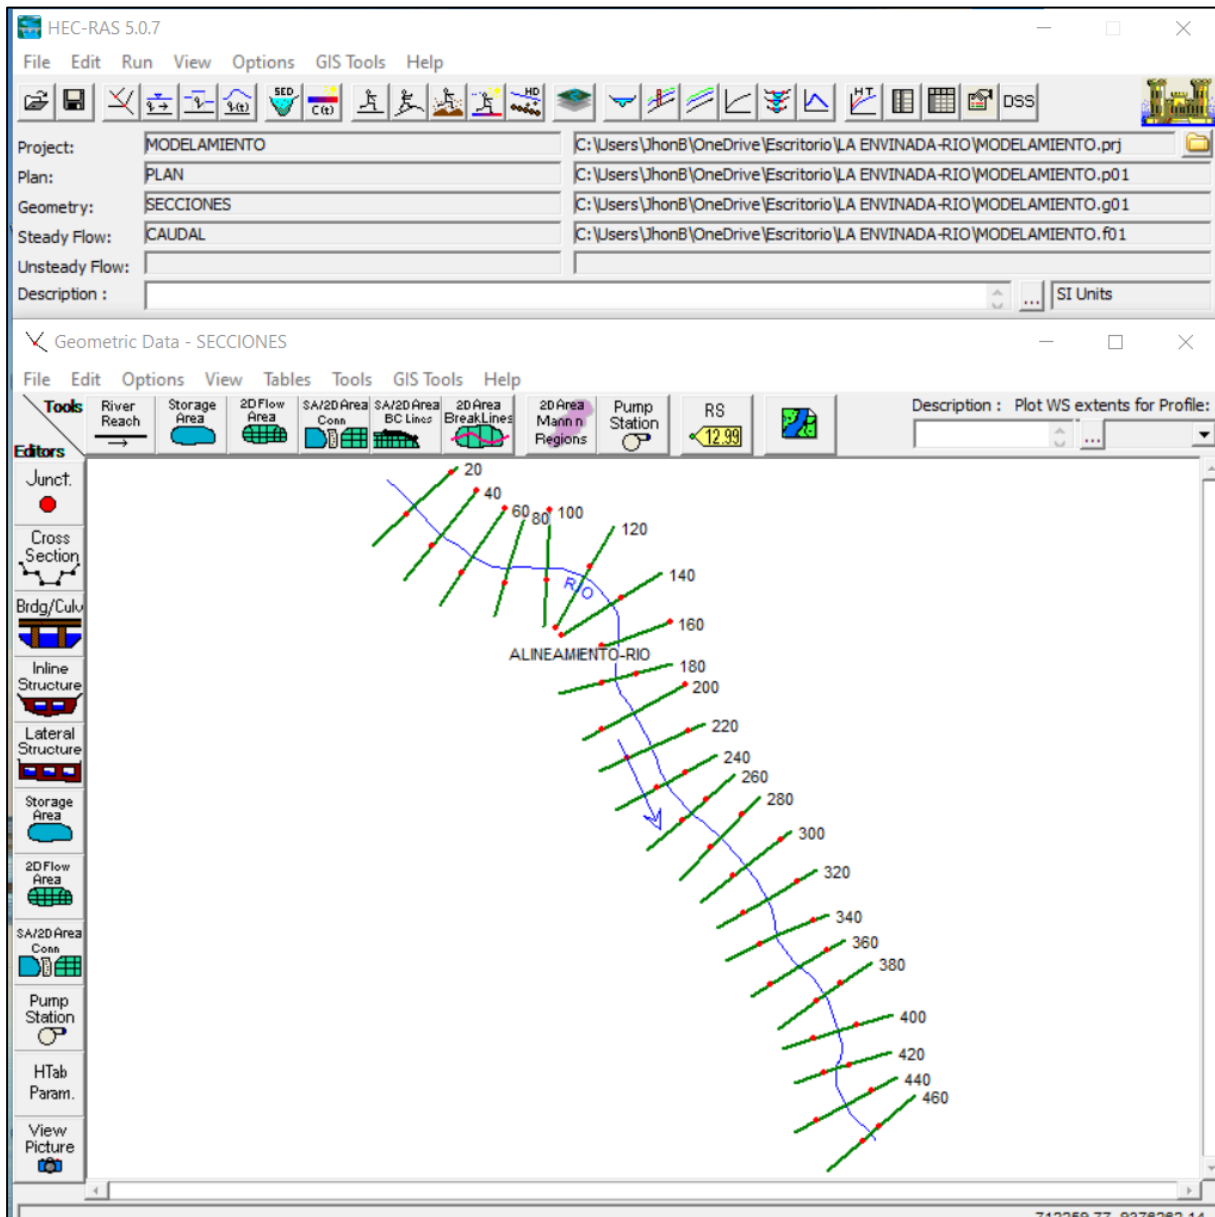 HEC-RAS 5.0.7
File Edit Run View Options GIS Tools Help
SED C(t) HD HT DSS
Project: MODELAMIENTO C:\Users\JhonB\OneDrive\Escritorio\LA ENVINADA-RIO\MODELAMIENTO.prj
Plan: PLAN C:\Users\JhonB\OneDrive\Escritorio\LA ENVINADA-RIO\MODELAMIENTO.p01
Geometry: SECCIONES C:\Users\JhonB\OneDrive\Escritorio\LA ENVINADA-RIO\MODELAMIENTO.g01
Steady Flow: CAUDAL C:\Users\JhonB\OneDrive\Escritorio\LA ENVINADA-RIO\MODELAMIENTO.f01
Unsteady Flow:
Description : ... SI Units
Geometric Data - SECCIONES
File Edit Options View Tables Tools GIS Tools Help
Tools
Editors
River Reach
Storage Area
2D Flow Area
SA/2D Area Conn
SA/2D Area BC Lines
2D Area BreakLines
2D Area Mann n Regions
Pump Station
RS 12.99
Description : ...
Plot WS extents for Profile:
Junct.
Cross Section
Brdg/Culv
Inline Structure
Lateral Structure
Storage Area
2D Flow Area
SA/2D Area Conn
Pump Station
HTab Param.
View Picture
20
40
60
80
100
120
140
RIO
160
ALINEAMIENTO-RIO
180
200
220
240
260
280
300
320
340
360
380
400
420
440
460